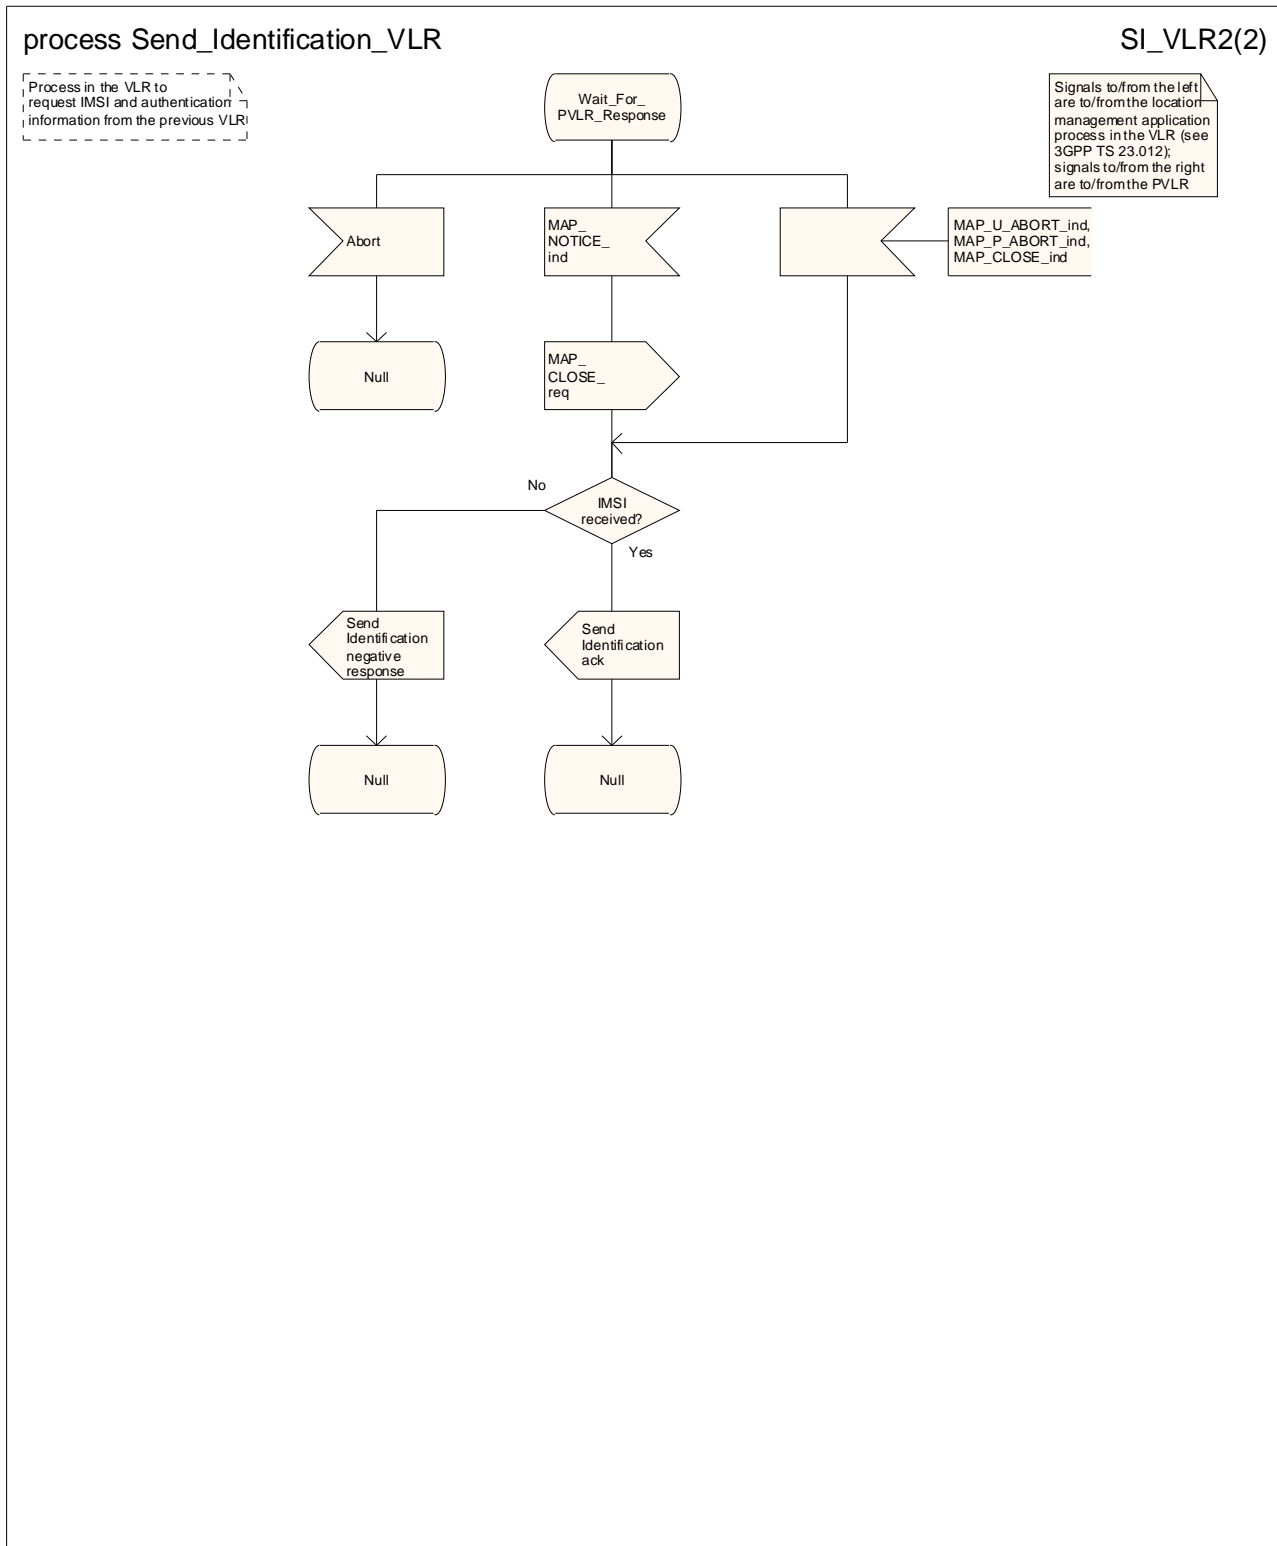 process Send_Identification_VLR
SI_VLR2(2)
Process in the VLR to
request IMSI and authentication
information from the previous VLR
Wait_For_
PVLR_Response
Signals to/from the left
are to/from the location
management application
process in the VLR (see
3GPP TS 23.012);
signals to/from the right
are to/from the PVLR
Abort
MAP_
NOTICE_
ind
MAP_U_ABORT_ind,
MAP_P_ABORT_ind,
MAP_CLOSE_ind
Null
MAP_
CLOSE_
req
No
IMSI
received?
Yes
Send
Identification
negative
response
Send
Identification
ack
Null
Null